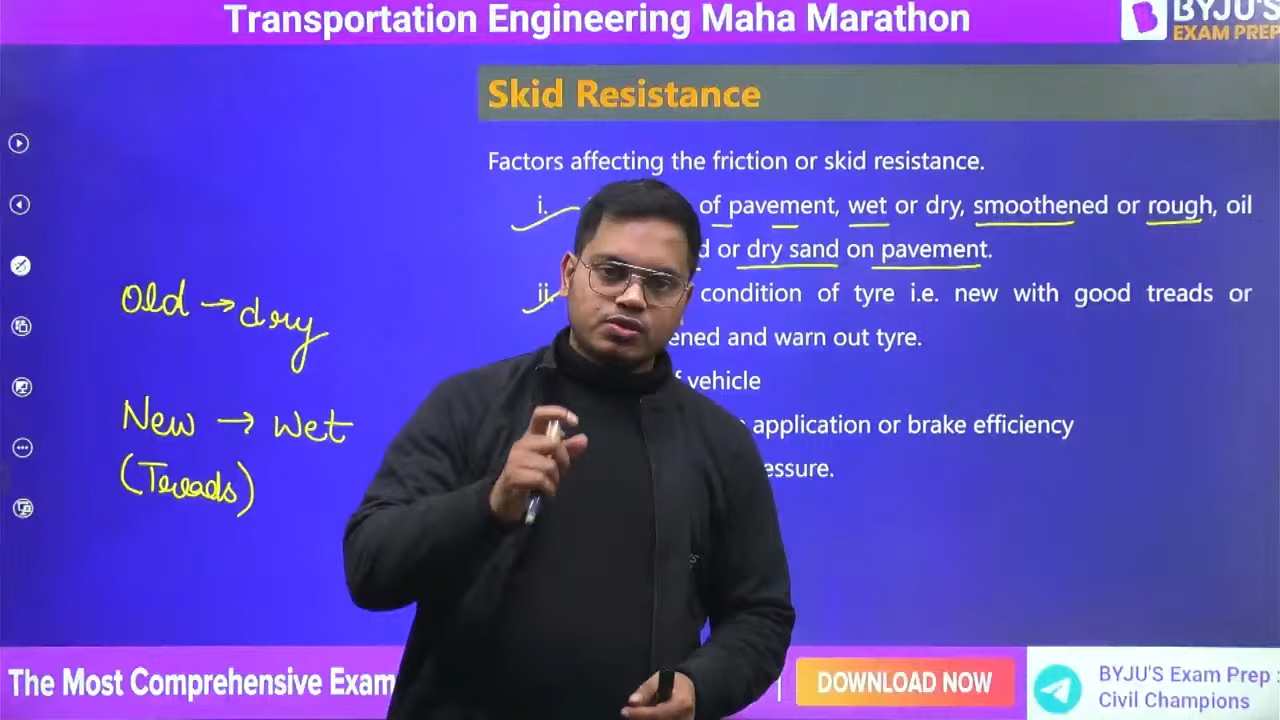 Transportation Engineering Maha Marathon
BYJU'S
EXAM PREP
Skid Resistance
Factors affecting the friction or skid resistance.
i. of pavement, wet or dry, smoothened or rough, oil
or dry sand on pavement.
ii. condition of tyre i.e. new with good treads or
and warn out tyre.
vehicle
application or brake efficiency
Old → dry
New → Wet
(Treads)
The Most Comprehensive Exam
DOWNLOAD NOW
BYJU'S Exam Prep :
Civil Champions